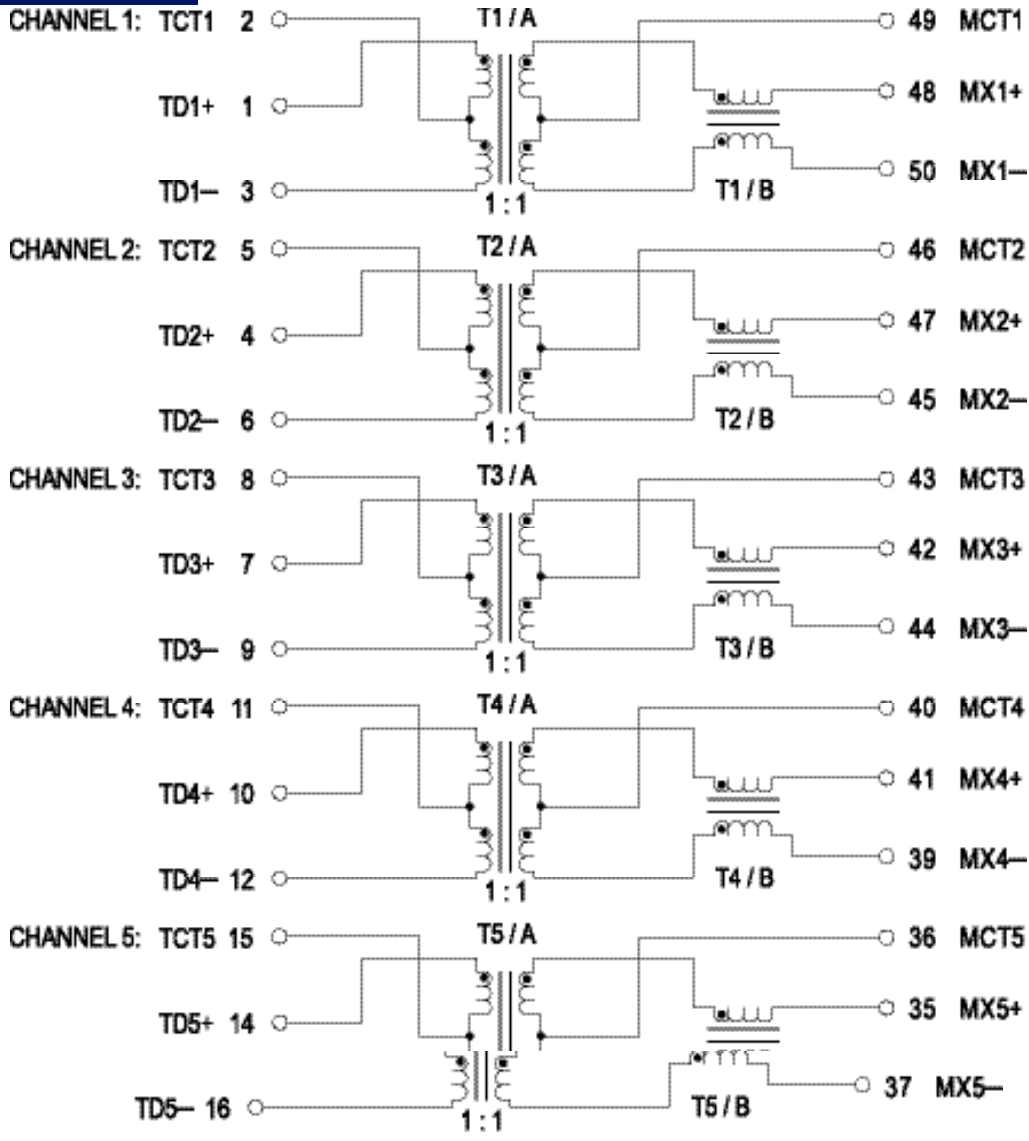 CHANNEL 1: TCT1 2 T1 / A 49 MCT1
TD1+ 1 48 MX1+
TD1– 3 1 : 1 T1 / B 50 MX1–
CHANNEL 2: TCT2 5 T2 / A 46 MCT2
TD2+ 4 47 MX2+
TD2– 6 1 : 1 T2 / B 45 MX2–
CHANNEL 3: TCT3 8 T3 / A 43 MCT3
TD3+ 7 42 MX3+
TD3– 9 1 : 1 T3 / B 44 MX3–
CHANNEL 4: TCT4 11 T4 / A 40 MCT4
TD4+ 10 41 MX4+
TD4– 12 1 : 1 T4 / B 39 MX4–
CHANNEL 5: TCT5 15 T5 / A 36 MCT5
TD5+ 14 35 MX5+
TD5– 16 1 : 1 T5 / B 37 MX5–